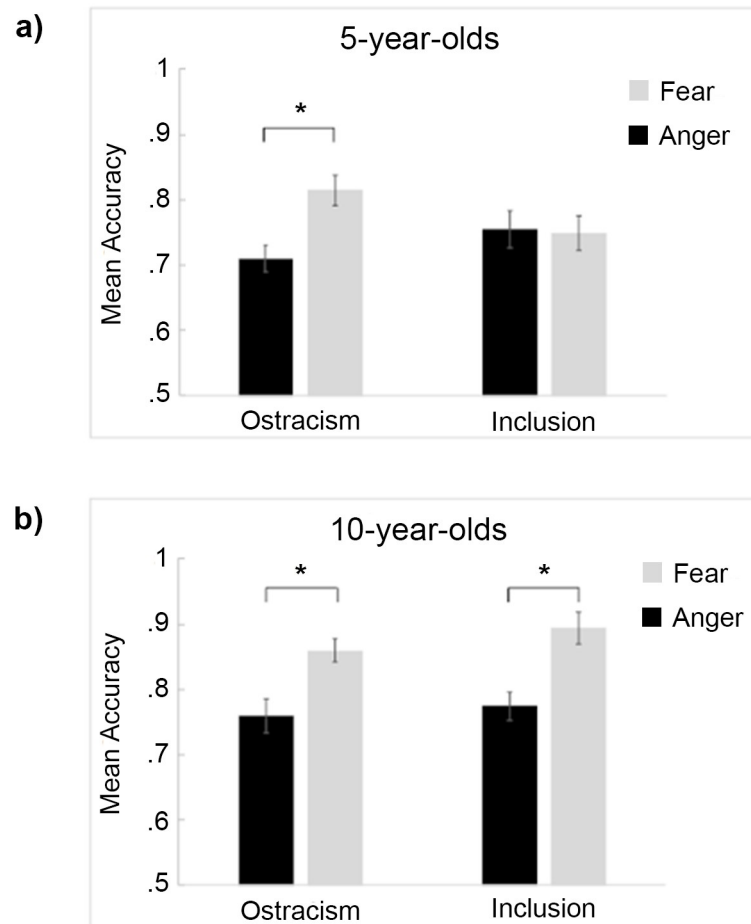 a)
5-year-olds
1
.9
.8
.7
.6
.5
Mean Accuracy
*
Fear
Anger
Ostracism
Inclusion
b)
10-year-olds
1
.9
.8
.7
.6
.5
Mean Accuracy
*
*
Fear
Anger
Ostracism
Inclusion